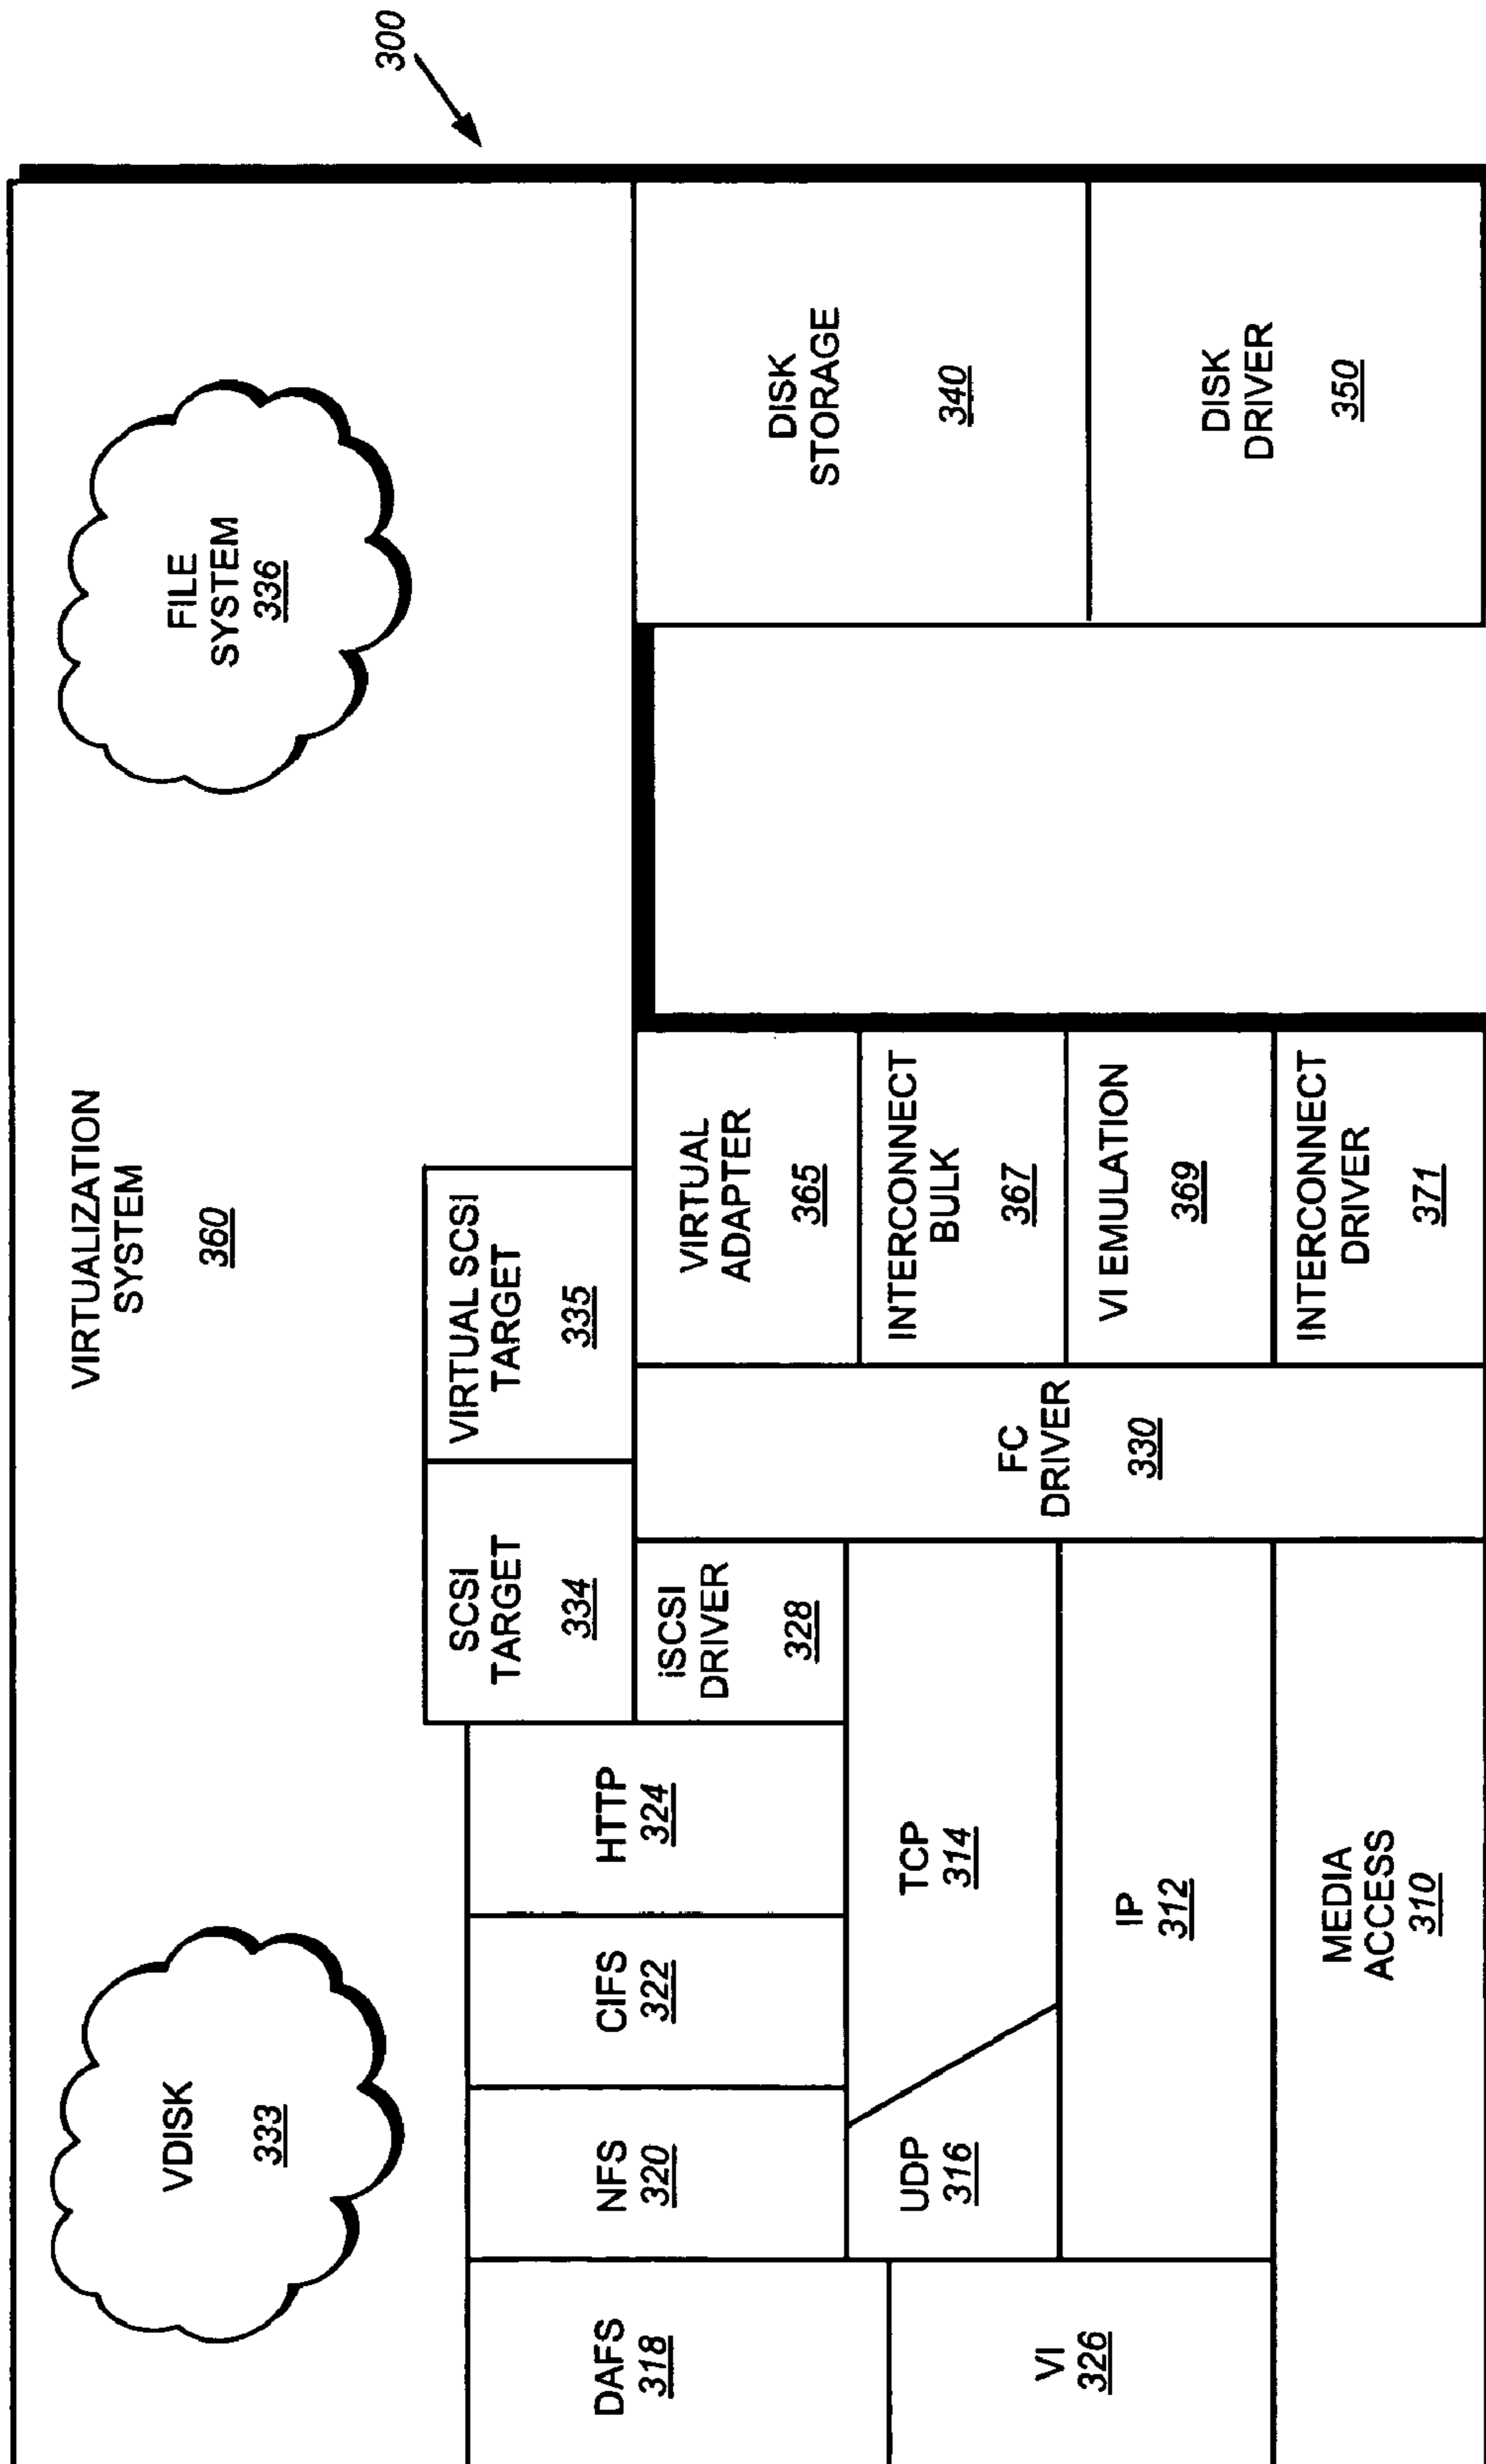 300
VIRTUALIZATION
SYSTEM
360
VDISK
333
FILE
SYSTEM
336
SCSI
TARGET
334
VIRTUAL SCSI
TARGET
335
DAFS
318
NFS
320
CIFS
322
HTTP
324
iSCSI
DRIVER
328
VI
326
UDP
316
TCP
314
IP
312
MEDIA
ACCESS
310
FC
DRIVER
330
VIRTUAL
ADAPTER
365
INTERCONNECT
BULK
367
VI EMULATION
369
INTERCONNECT
DRIVER
371
DISK
STORAGE
340
DISK
DRIVER
350